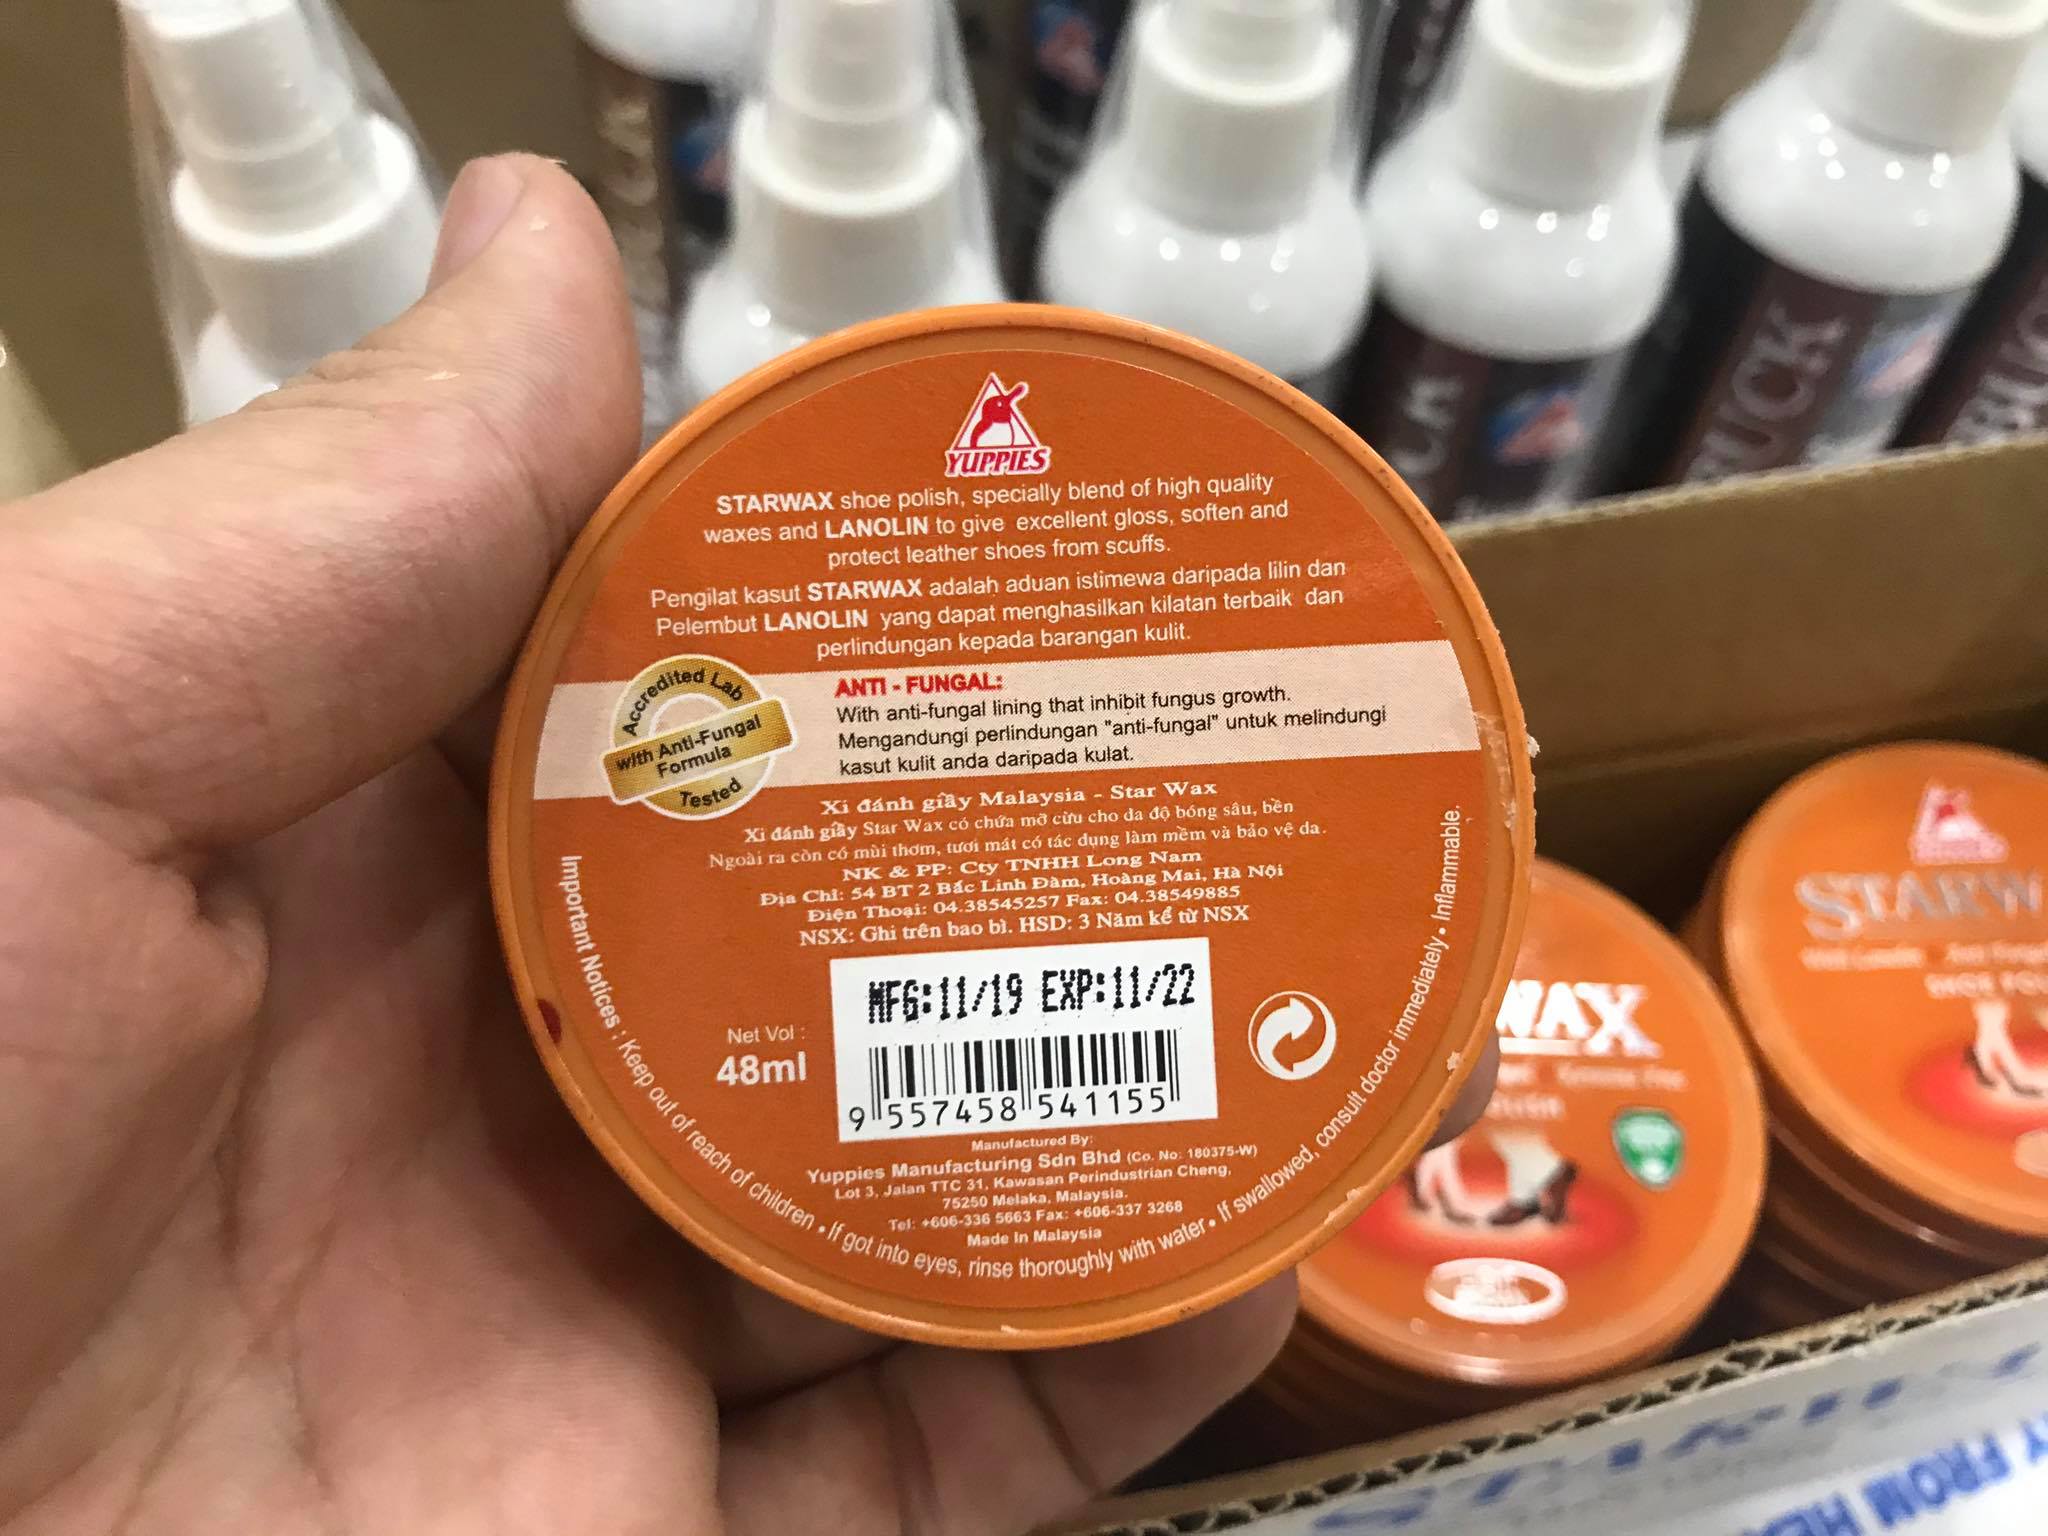 YUPPIES
STARWAX shoe polish, specially blend of high quality
waxes and LANOLIN to give excellent gloss, soften and
protect leather shoes from scuffs.
Pengilat kasut STARWAX adalah aduan istimewa daripada lilin dan
Pelembut LANOLIN yang dapat menghasilkan kilatan terbaik dan
perlindungan kepada barangan kulit.
Accredited Lab
with Anti-Fungal
Formula
Tested
ANTI - FUNGAL:
With anti-fungal lining that inhibit fungus growth.
Mengandungi perlindungan "anti-fungal" untuk melindungi
kasut kulit anda daripada kulat.
Xi đánh giầy Malaysia - Star Wax
Xi đánh giầy Star Wax có chứa mỡ cừu cho da độ bóng sâu, bền
Ngoài ra còn có mùi thơm, tươi mát có tác dụng làm mềm và bảo vệ da.
NK & PP: Cty TNHH Long Nam
Địa Chỉ: 54 BT 2 Bắc Linh Đàm, Hoàng Mai, Hà Nội
Điện Thoại: 04.38545257 Fax: 04.38549885
NSX: Ghi trên bao bì. HSD: 3 Năm kể từ NSX
MFG:11/19 EXP:11/22
Net Vol :
48ml
9 557458 541155
Manufactured By:
Yuppies Manufacturing Sdn Bhd (Co. No: 180375-W)
Lot 3, Jalan TTC 31, Kawasan Perindustrian Cheng,
75250 Melaka, Malaysia.
Tel: +606-336 5663 Fax: +606-337 3268
Made In Malaysia
Important Notices : Keep out of reach of children • If got into eyes, rinse thoroughly with water • If swallowed, consult doctor immediately • Inflammable.
WAX
STARW
BUCK
FROM